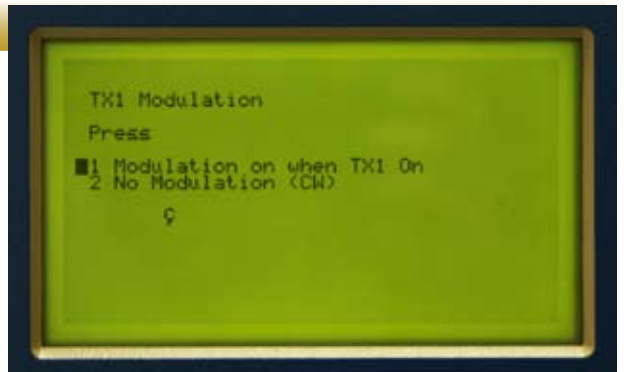 TX1 Modulation
Press
1 Modulation on when TX1 On
2 No Modulation (CW)